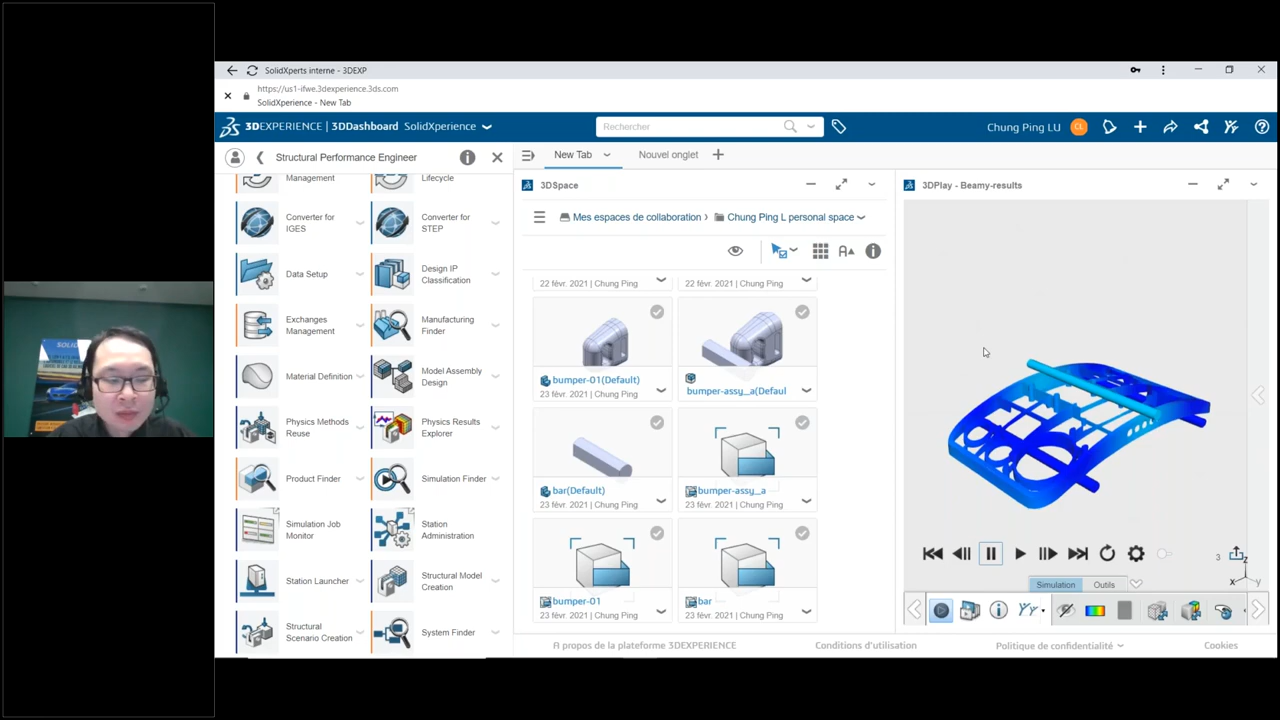 SolidXperts interne - 3DEXP
https://us1-ifwe.3dexperience.3ds.com
SolidXperience - New Tab
3DEXPERIENCE | 3DDashboard SolidXperience
Rechercher
Chung Ping LU
CL
Structural Performance Engineer
Management
Lifecycle
Converter for
IGES
Converter for
STEP
Data Setup
Design IP
Classification
Exchanges
Management
Manufacturing
Finder
Material Definition
Model Assembly
Design
Physics Methods
Reuse
Physics Results
Explorer
Product Finder
Simulation Finder
Simulation Job
Monitor
Station
Administration
Station Launcher
Structural Model
Creation
Structural
Scenario Creation
System Finder
New Tab
Nouvel onglet
3DSpace
Mes espaces de collaboration
Chung Ping L personal space
22 févr. 2021 | Chung Ping
22 févr. 2021 | Chung Ping
bumper-01(Default)
23 févr. 2021 | Chung Ping
bumper-assy_a(Defaul
23 févr. 2021 | Chung Ping
bar(Default)
23 févr. 2021 | Chung Ping
bumper-assy_a
23 févr. 2021 | Chung Ping
bumper-01
23 févr. 2021 | Chung Ping
bar
23 févr. 2021 | Chung Ping
3DPlay - Beamy-results
3
z
x
y
Simulation
Outils
A propos de la plateforme 3DEXPERIENCE
Conditions d'utilisation
Politique de confidentialité
Cookies